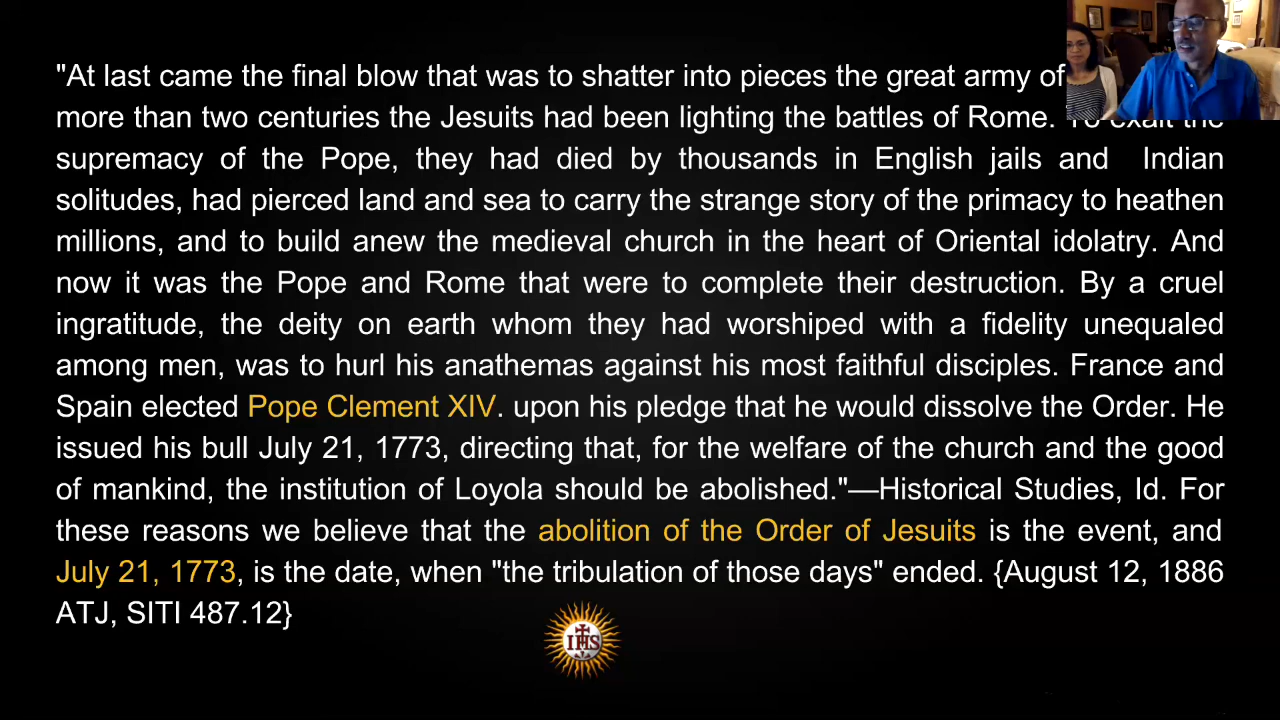 "At last came the final blow that was to shatter into pieces the great army of
more than two centuries the Jesuits had been lighting the battles of Rome. To exalt the
supremacy of the Pope, they had died by thousands in English jails and Indian
solitudes, had pierced land and sea to carry the strange story of the primacy to heathen
millions, and to build anew the medieval church in the heart of Oriental idolatry. And
now it was the Pope and Rome that were to complete their destruction. By a cruel
ingratitude, the deity on earth whom they had worshiped with a fidelity unequaled
among men, was to hurl his anathemas against his most faithful disciples. France and
Spain elected Pope Clement XIV. upon his pledge that he would dissolve the Order. He
issued his bull July 21, 1773, directing that, for the welfare of the church and the good
of mankind, the institution of Loyola should be abolished."—Historical Studies, Id. For
these reasons we believe that the abolition of the Order of Jesuits is the event, and
July 21, 1773, is the date, when "the tribulation of those days" ended. {August 12, 1886
ATJ, SITI 487.12}
IHS